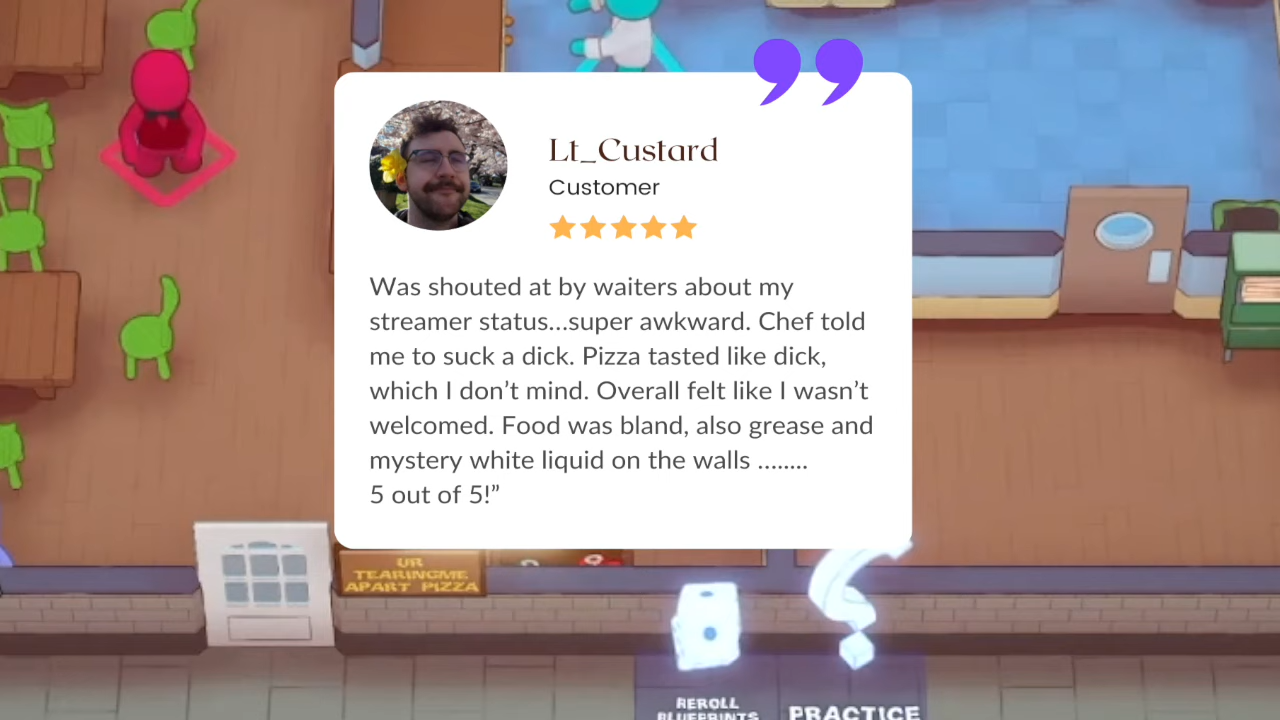 Lt_Custard
Customer
Was shouted at by waiters about my
streamer status...super awkward. Chef told
me to suck a dick. Pizza tasted like dick,
which I don’t mind. Overall felt like I wasn’t
welcomed. Food was bland, also grease and
mystery white liquid on the walls ........
5 out of 5!”
UR
TEARINGME
APART PIZZA
REROLL
BLUEPRINTS
PRACTICE